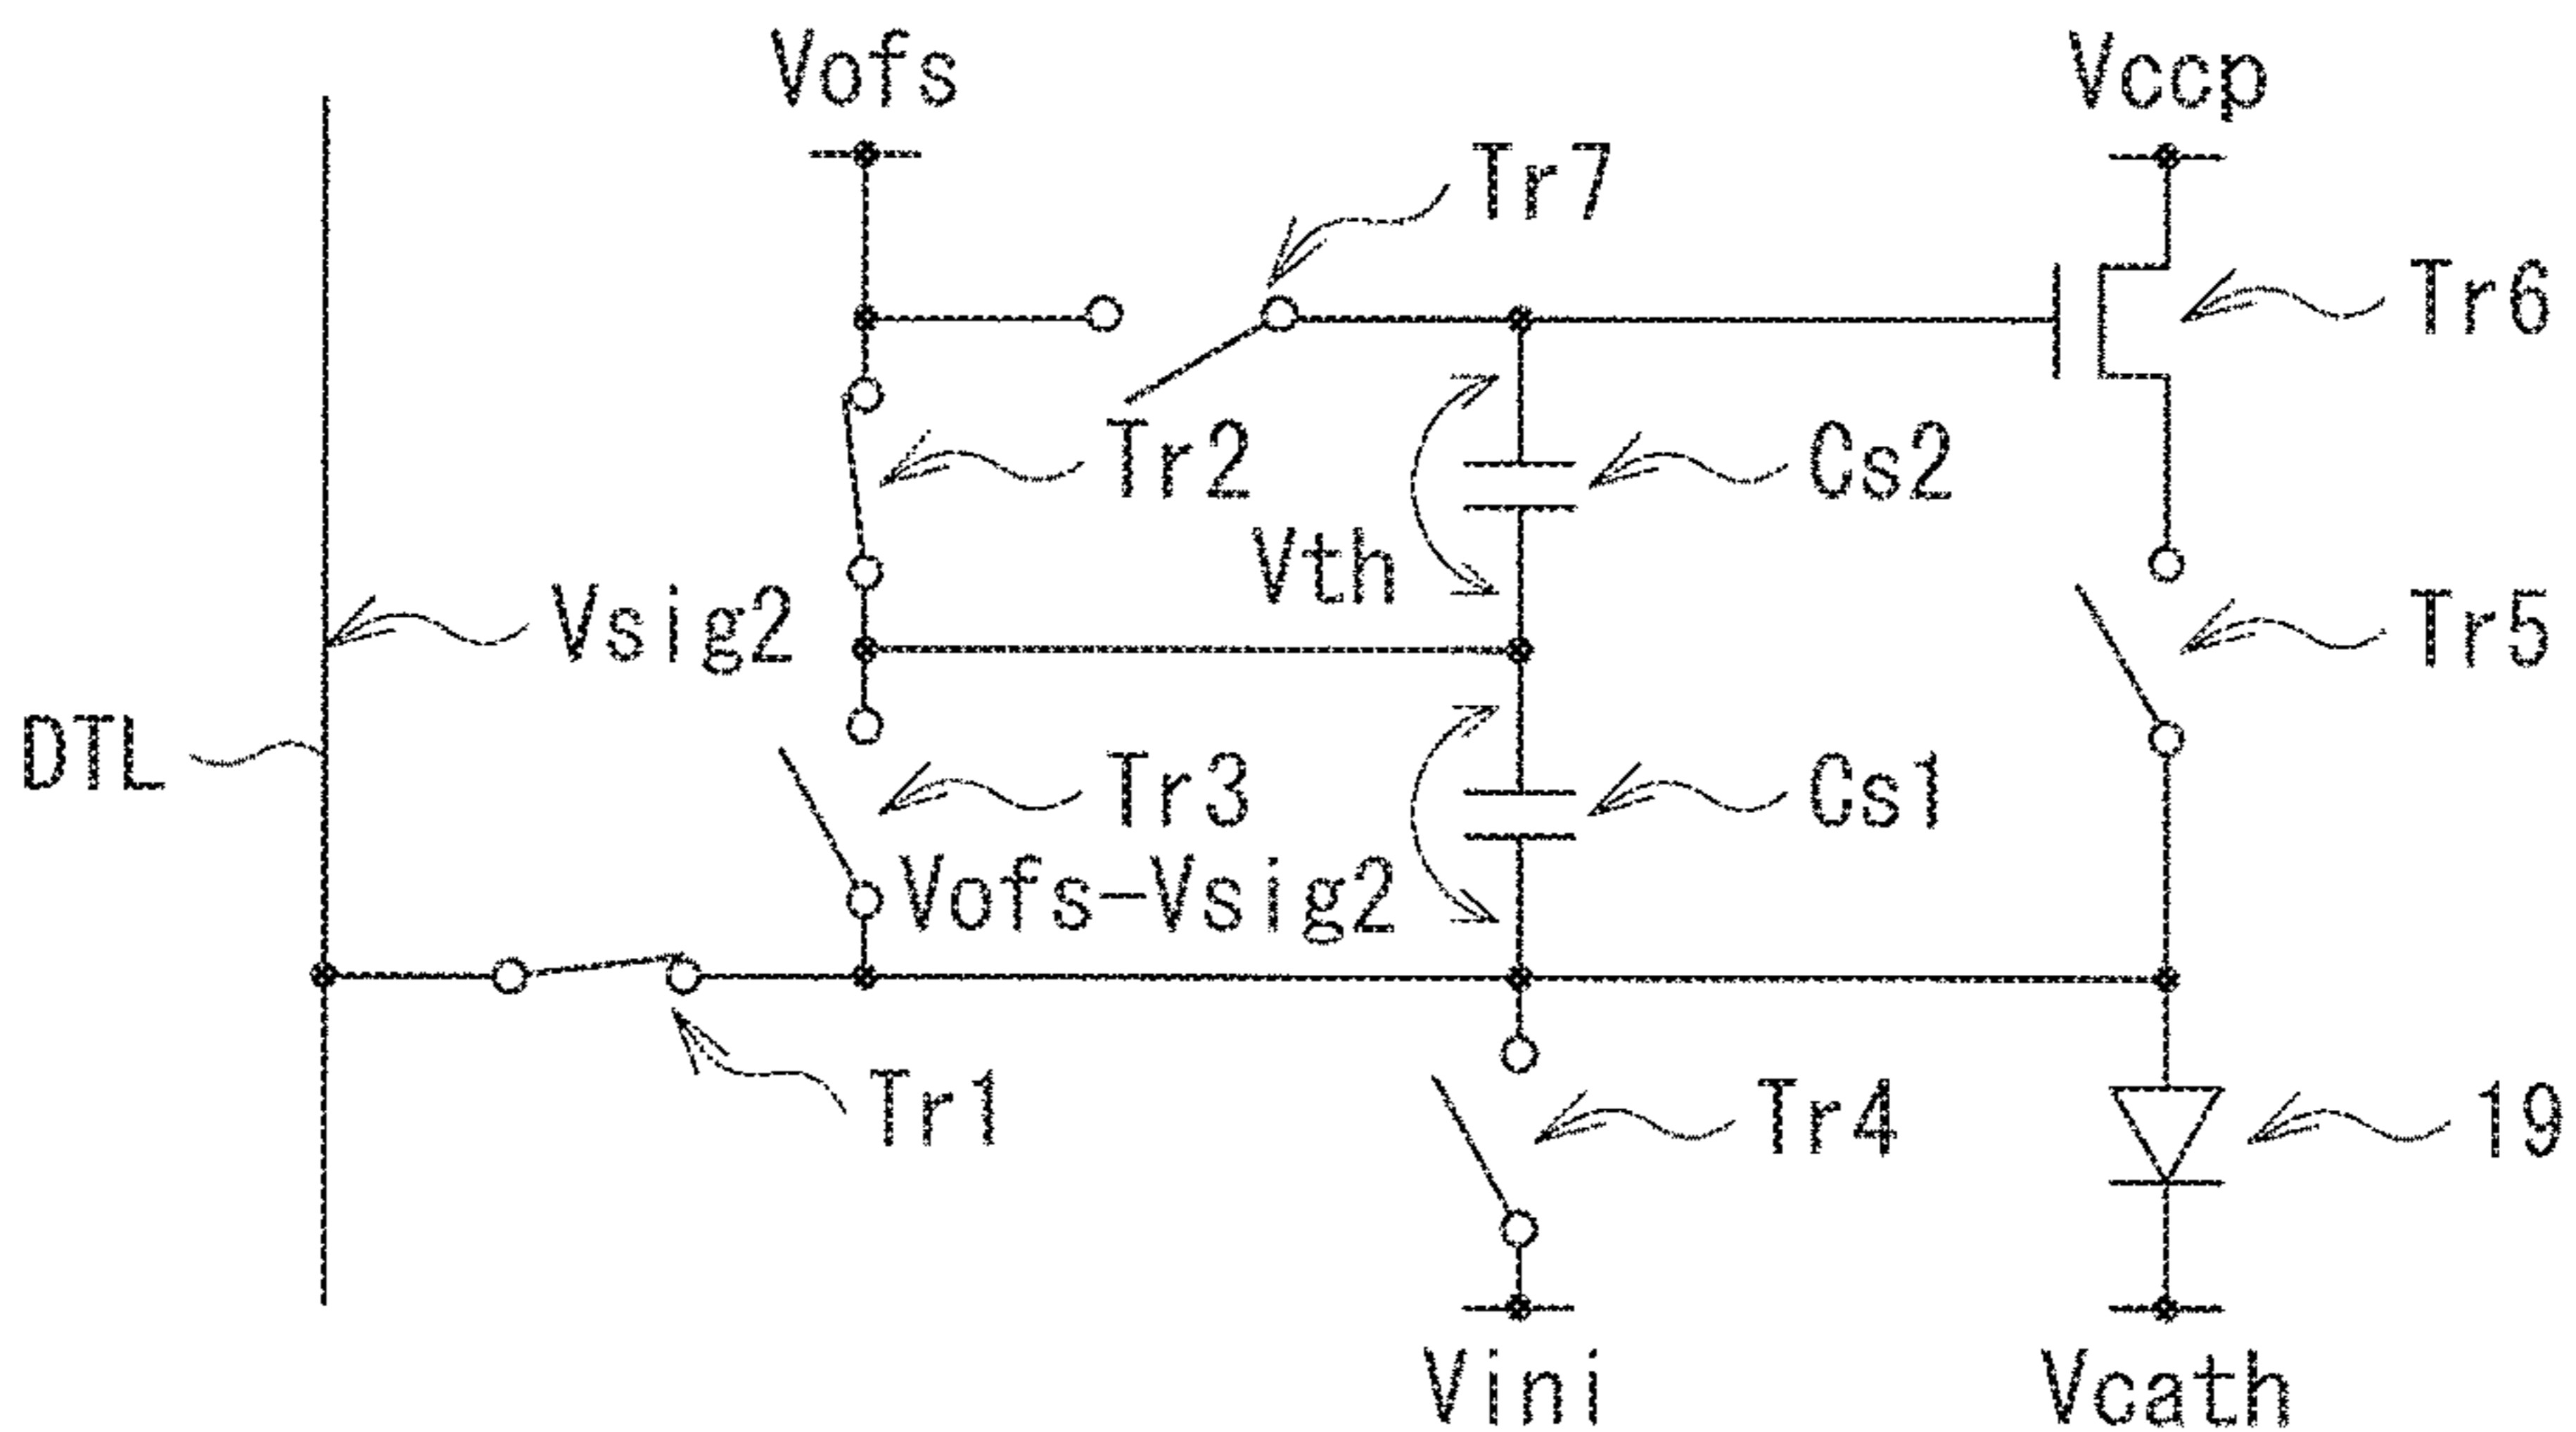 Vofs
Vccp
Tr7
Tr6
Tr2
Cs2
Vth
Vsig2
Tr5
DTL
Tr3
Cs1
Vofs-Vsig2
Tr1
Tr4
19
Vini
Vcath